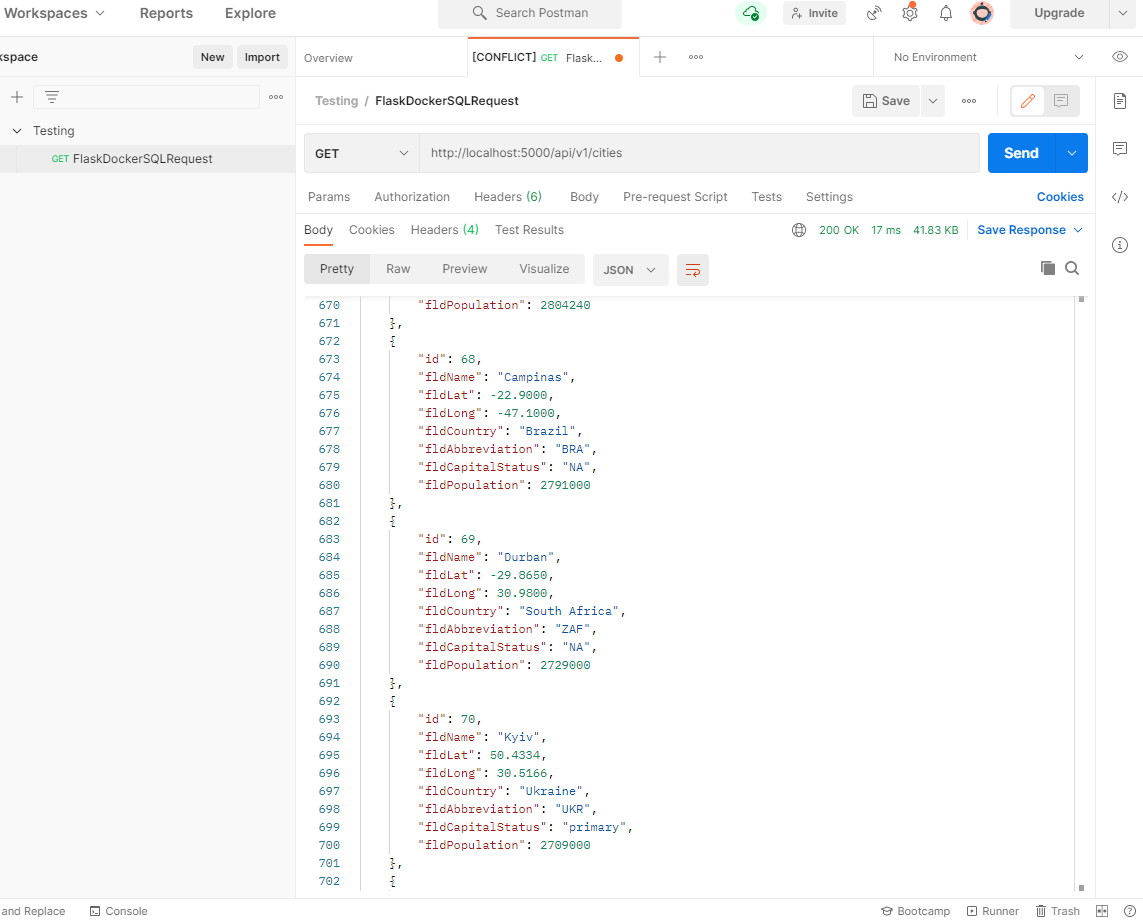 Workspaces Reports Explore Search Postman Invite Upgrade
kspace New Import Overview [CONFLICT] GET Flask... No Environment
Testing / FlaskDockerSQLRequest Save
Testing
GET FlaskDockerSQLRequest
GET http://localhost:5000/api/v1/cities Send
Params Authorization Headers (6) Body Pre-request Script Tests Settings Cookies
Body Cookies Headers (4) Test Results 200 OK 17 ms 41.83 KB Save Response
Pretty Raw Preview Visualize JSON
670 "fldPopulation": 2804240
671 },
672 {
673 "id": 68,
674 "fldName": "Campinas",
675 "fldLat": -22.9000,
676 "fldLong": -47.1000,
677 "fldCountry": "Brazil",
678 "fldAbbreviation": "BRA",
679 "fldCapitalStatus": "NA",
680 "fldPopulation": 2791000
681 },
682 {
683 "id": 69,
684 "fldName": "Durban",
685 "fldLat": -29.8650,
686 "fldLong": 30.9800,
687 "fldCountry": "South Africa",
688 "fldAbbreviation": "ZAF",
689 "fldCapitalStatus": "NA",
690 "fldPopulation": 2729000
691 },
692 {
693 "id": 70,
694 "fldName": "Kyiv",
695 "fldLat": 50.4334,
696 "fldLong": 30.5166,
697 "fldCountry": "Ukraine",
698 "fldAbbreviation": "UKR",
699 "fldCapitalStatus": "primary",
700 "fldPopulation": 2709000
701 },
702 {
and Replace Console Bootcamp Runner Trash